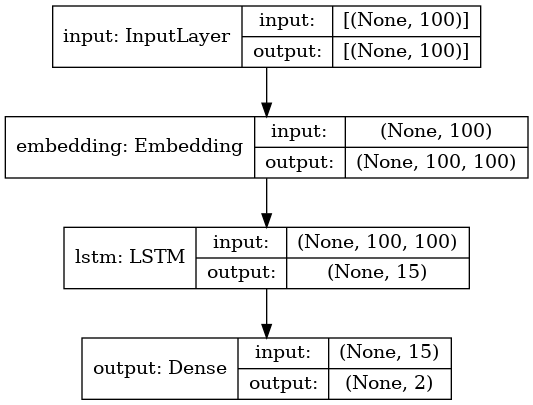 input: InputLayer
input:
[(None, 100)]
output:
[(None, 100)]
embedding: Embedding
input:
(None, 100)
output:
(None, 100, 100)
lstm: LSTM
input:
(None, 100, 100)
output:
(None, 15)
output: Dense
input:
(None, 15)
output:
(None, 2)